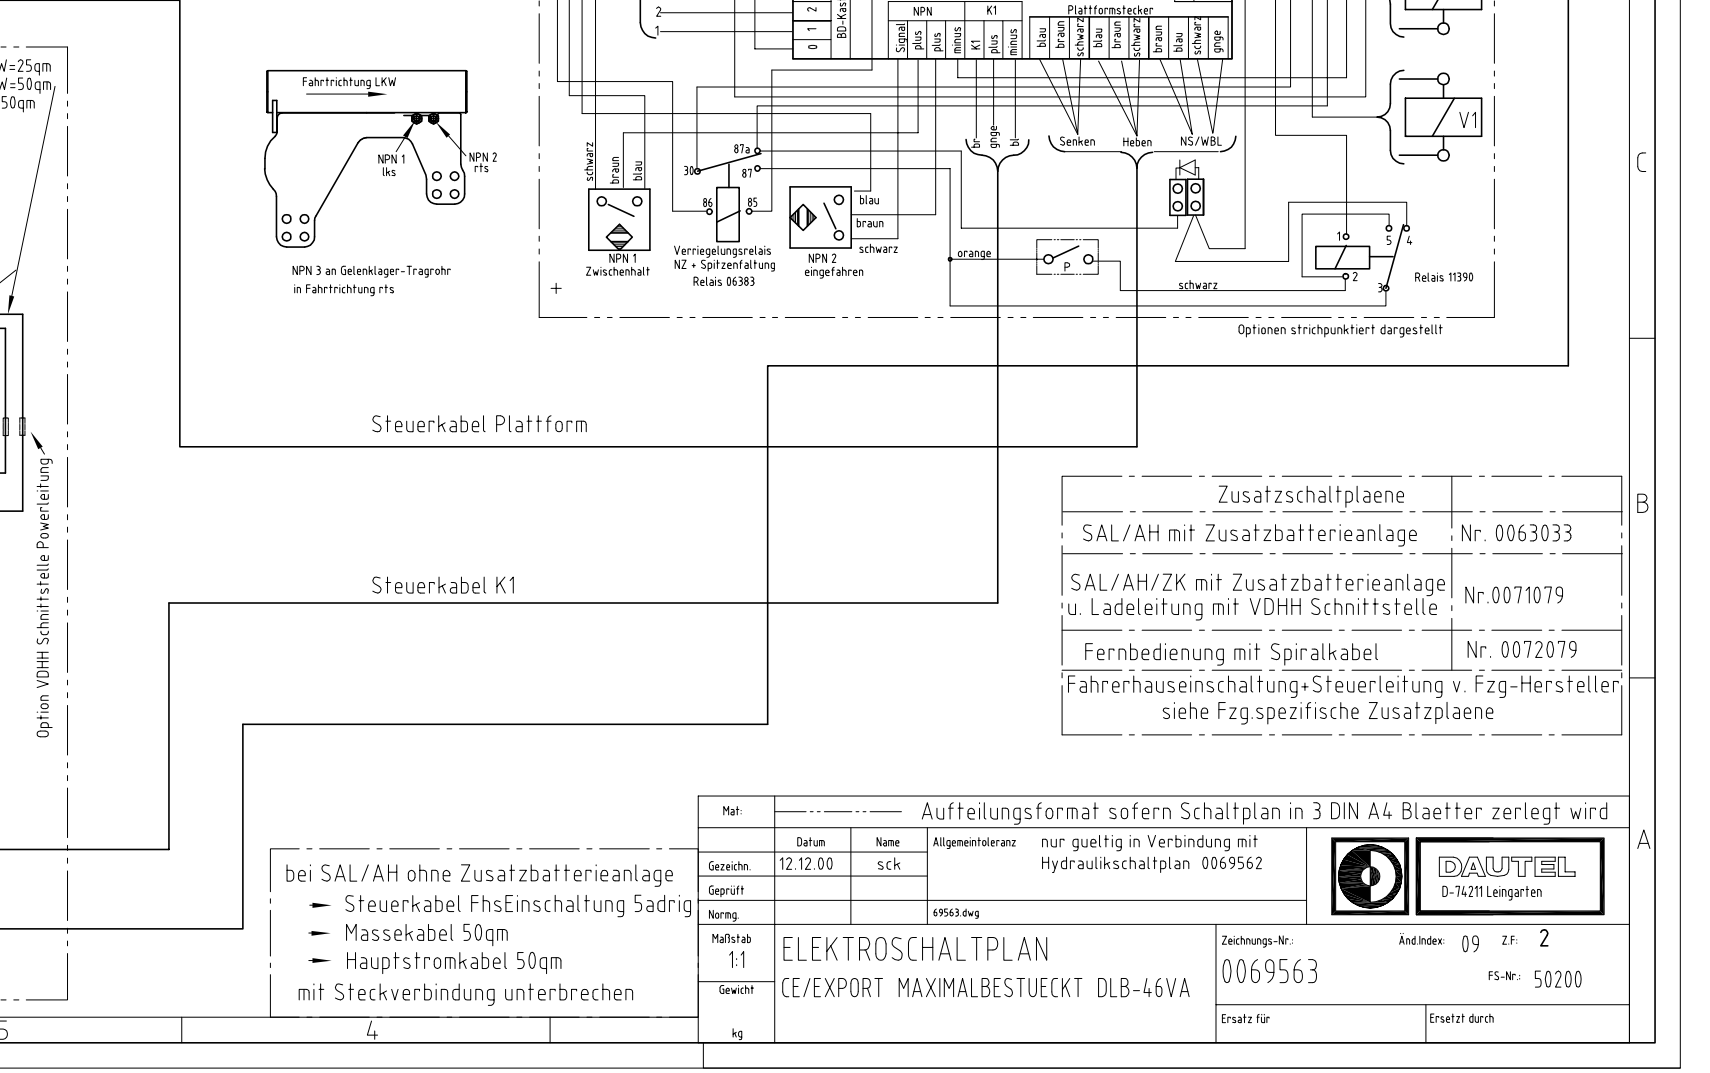 2
1
2
1
0
BD-Kas
NPN
K1
Signal
plus
plus
minus
K1
plus
minus
Plattformstecker
blau
braun
schwarz
blau
braun
schwarz
braun
blau
schwarz
gnge
W=25qm
W=50qm
50qm
Fahrtrichtung LKW
NPN 1
lks
NPN 2
rts
NPN 3 an Gelenklager-Tragrohr
in Fahrtrichtung rts
schwarz
braun
blau
NPN 1
Zwischenhalt
87a
30
87
86
85
Verriegelungsrelais
NZ + Spitzenfaltung
Relais 06383
blau
braun
schwarz
NPN 2
eingefahren
br
gnge
bl
Senken
Heben
NS/WBL
orange
P
schwarz
1
2
5
4
3
Relais 11390
V1
C
Optionen strichpunktiert dargestellt
Steuerkabel Plattform
Steuerkabel K1
Option VDHH Schnittstelle Powerleitung
B
Zusatzschaltplaene
SAL/AH mit Zusatzbatterieanlage
Nr. 0063033
SAL/AH/ZK mit Zusatzbatterieanlage
u. Ladeleitung mit VDHH Schnittstelle
Nr.0071079
Fernbedienung mit Spiralkabel
Nr. 0072079
Fahrerhauseinschaltung+Steuerleitung v. Fzg-Hersteller
siehe Fzg.spezifische Zusatzplaene
A
bei SAL/AH ohne Zusatzbatterieanlage
Steuerkabel FhsEinschaltung 5adrig
Massekabel 50qm
Hauptstromkabel 50qm
mit Steckverbindung unterbrechen
Mat:
Aufteilungsformat sofern Schaltplan in 3 DIN A4 Blaetter zerlegt wird
Datum
Name
Allgemeintoleranz
nur gueltig in Verbindung mit
Hydraulikschaltplan 0069562
Gezeichn.
12.12.00
sck
Geprüft
Normg.
69563.dwg
DAUTEL
D-74211 Leingarten
Maßstab
1:1
Gewicht
kg
ELEKTROSCHALTPLAN
CE/EXPORT MAXIMALBESTUECKT DLB-46VA
Zeichnungs-Nr.:
0069563
Änd.Index:
09
Z.F:
2
FS-Nr.:
50200
Ersatz für
Ersetzt durch
5
4